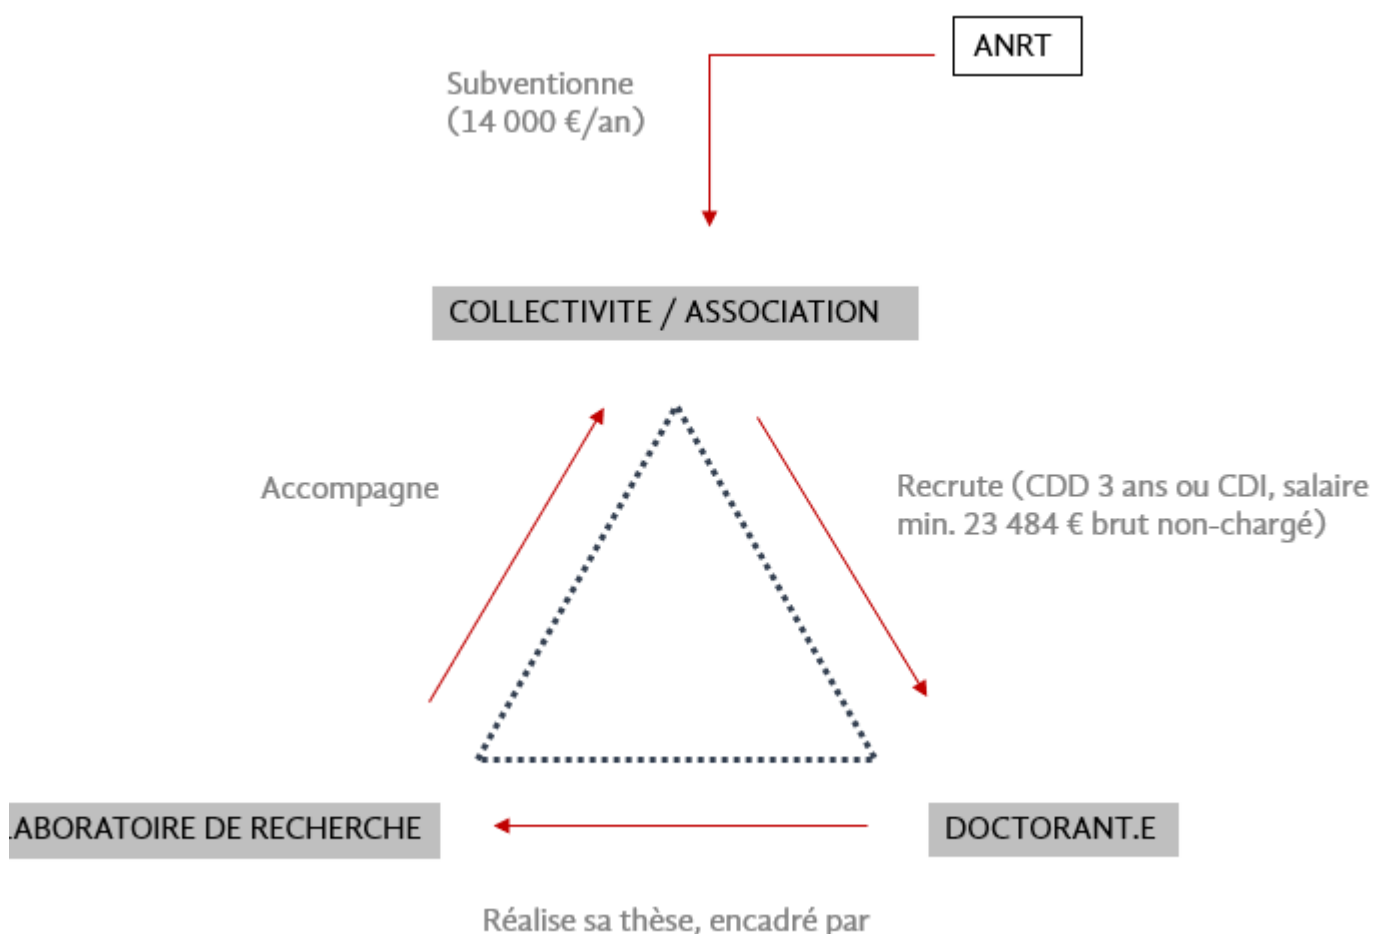 ANRT
Subventionne
(14 000 €/an)
COLLECTIVITE / ASSOCIATION
Accompagne
Recrute (CDD 3 ans ou CDI, salaire
min. 23 484 € brut non-chargé)
LABORATOIRE DE RECHERCHE
DOCTORANT.E
Réalise sa thèse, encadré par